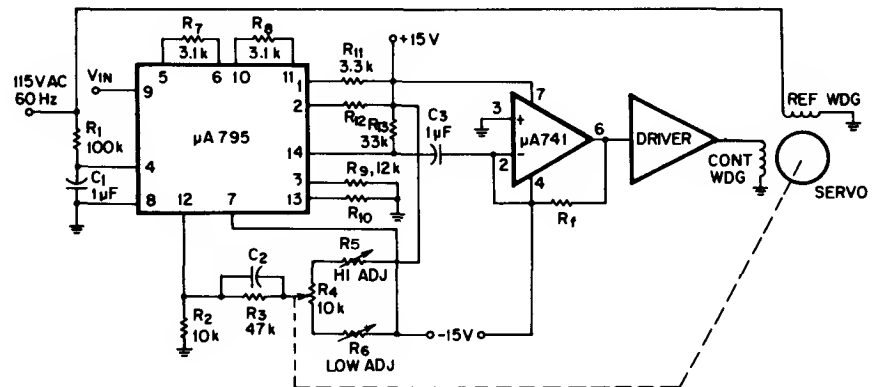 R7
3.1k
R8
3.1k
+15V
115VAC
60Hz
VIN
5
6
10
11
R11
3.3k
1
9
2
R12
R13
33k
C3
1µF
3
+
7
µA741
6
2
−
4
DRIVER
REF WDG
CONT
WDG
SERVO
R1
100k
µA795
14
4
R9,12k
3
13
R10
Rf
C1
1µF
8
12
7
C2
R5
HI ADJ
R4
10k
R3
47k
R2
10k
R6
LOW ADJ
-15V